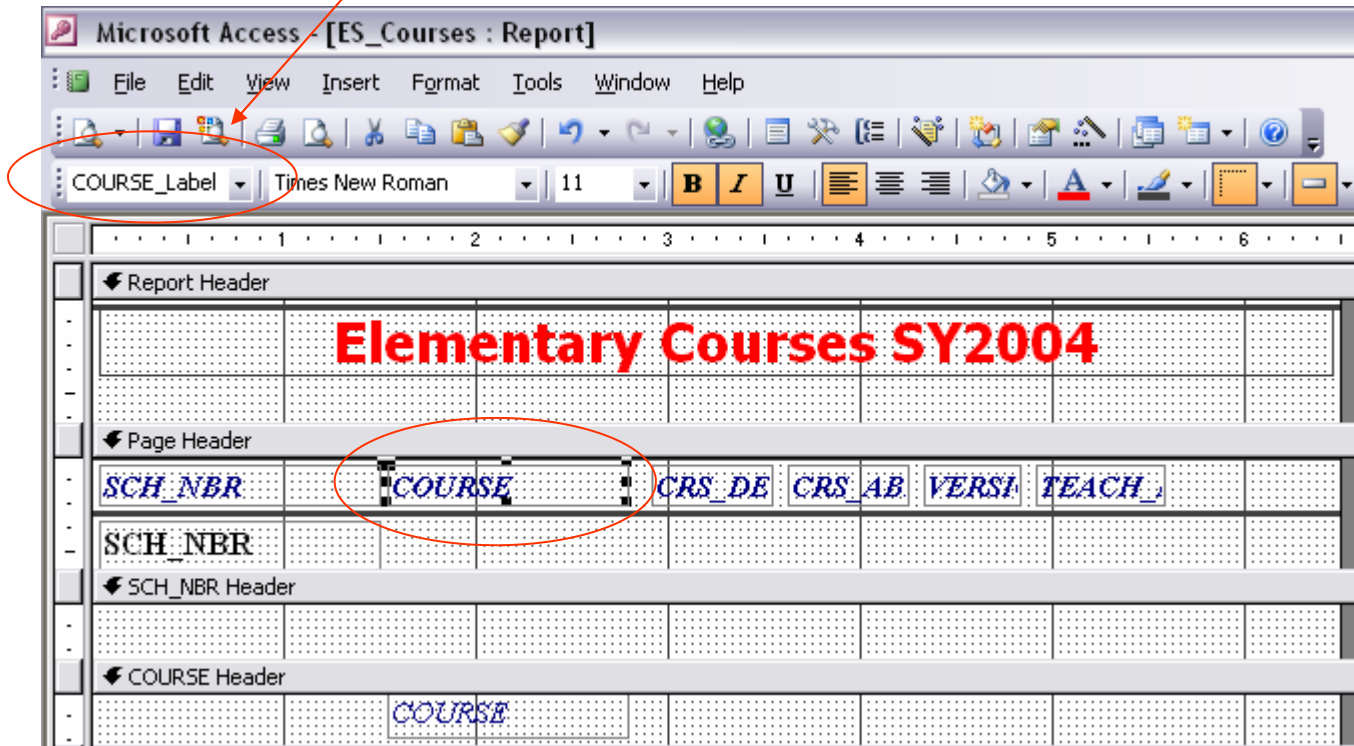 Microsoft Access - [ES_Courses : Report]
File Edit View Insert Format Tools Window Help
COURSE_Label Times New Roman 11 B I U
1 2 3 4 5 6
Report Header
Elementary Courses SY2004
Page Header
SCH_NBR COURSE CRS_DE CRS_AB VERSI TEACH_
SCH_NBR
SCH_NBR Header
COURSE Header
COURSE